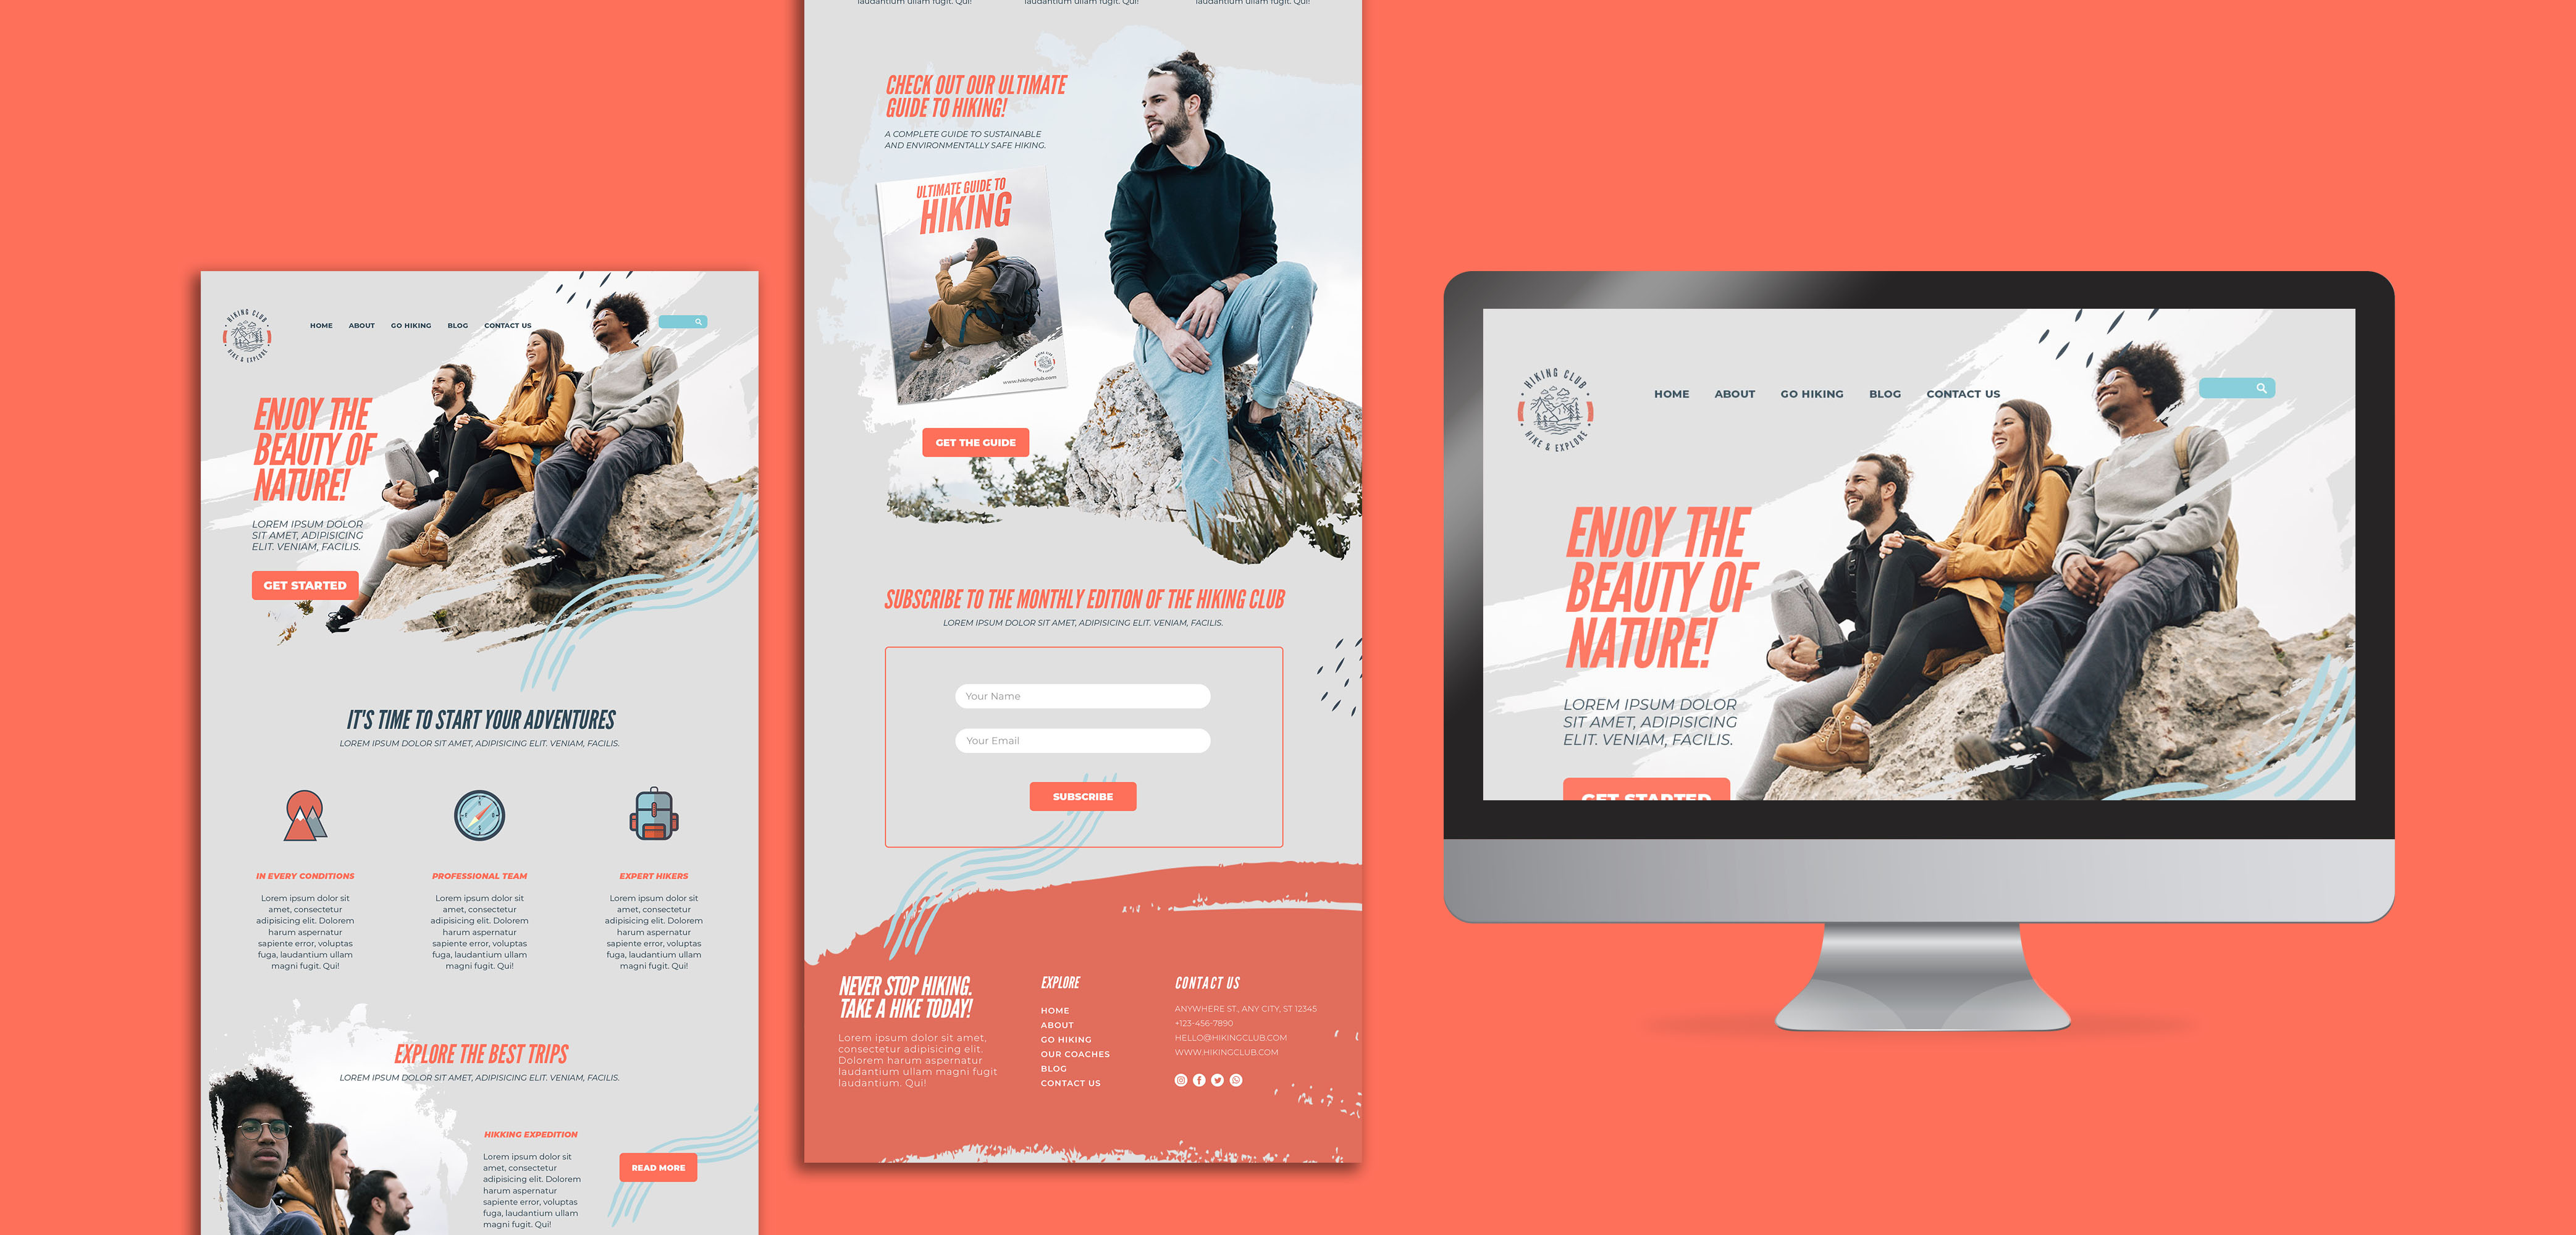 HIKING CLUB
HIKE & EXPLORE
HOME ABOUT GO HIKING BLOG CONTACT US
ENJOY THE
BEAUTY OF
NATURE!
LOREM IPSUM DOLOR
SIT AMET, ADIPISICING
ELIT. VENIAM, FACILIS.
GET STARTED
IT'S TIME TO START YOUR ADVENTURES
LOREM IPSUM DOLOR SIT AMET, ADIPISICING ELIT. VENIAM, FACILIS.
IN EVERY CONDITIONS
Lorem ipsum dolor sit
amet, consectetur
adipisicing elit. Dolorem
harum aspernatur
sapiente error, voluptas
fuga, laudantium ullam
magni fugit. Qui!
PROFESSIONAL TEAM
Lorem ipsum dolor sit
amet, consectetur
adipisicing elit. Dolorem
harum aspernatur
sapiente error, voluptas
fuga, laudantium ullam
magni fugit. Qui!
EXPERT HIKERS
Lorem ipsum dolor sit
amet, consectetur
adipisicing elit. Dolorem
harum aspernatur
sapiente error, voluptas
fuga, laudantium ullam
magni fugit. Qui!
EXPLORE THE BEST TRIPS
LOREM IPSUM DOLOR SIT AMET, ADIPISICING ELIT. VENIAM, FACILIS.
HIKKING EXPEDITION
Lorem ipsum dolor sit
amet, consectetur
adipisicing elit. Dolorem
harum aspernatur
sapiente error, voluptas
fuga, laudantium ullam
magni fugit. Qui!
READ MORE
laudantium ullam fugit. Qui!
laudantium ullam fugit. Qui!
laudantium ullam fugit. Qui!
CHECK OUT OUR ULTIMATE
GUIDE TO HIKING!
A COMPLETE GUIDE TO SUSTAINABLE
AND ENVIRONMENTALLY SAFE HIKING.
ULTIMATE GUIDE TO
HIKING
www.hikingclub.com
GET THE GUIDE
SUBSCRIBE TO THE MONTHLY EDITION OF THE HIKING CLUB
LOREM IPSUM DOLOR SIT AMET, ADIPISICING ELIT. VENIAM, FACILIS.
Your Name
Your Email
SUBSCRIBE
NEVER STOP HIKING.
TAKE A HIKE TODAY!
Lorem ipsum dolor sit amet,
consectetur adipisicing elit.
Dolorem harum aspernatur
laudantium ullam magni fugit
laudantium. Qui!
EXPLORE
HOME
ABOUT
GO HIKING
OUR COACHES
BLOG
CONTACT US
CONTACT US
ANYWHERE ST., ANY CITY, ST 12345
+123-456-7890
HELLO@HIKINGCLUB.COM
WWW.HIKINGCLUB.COM
HIKING CLUB
HIKE & EXPLORE
HOME ABOUT GO HIKING BLOG CONTACT US
ENJOY THE
BEAUTY OF
NATURE!
LOREM IPSUM DOLOR
SIT AMET, ADIPISICING
ELIT. VENIAM, FACILIS.
GET STARTED